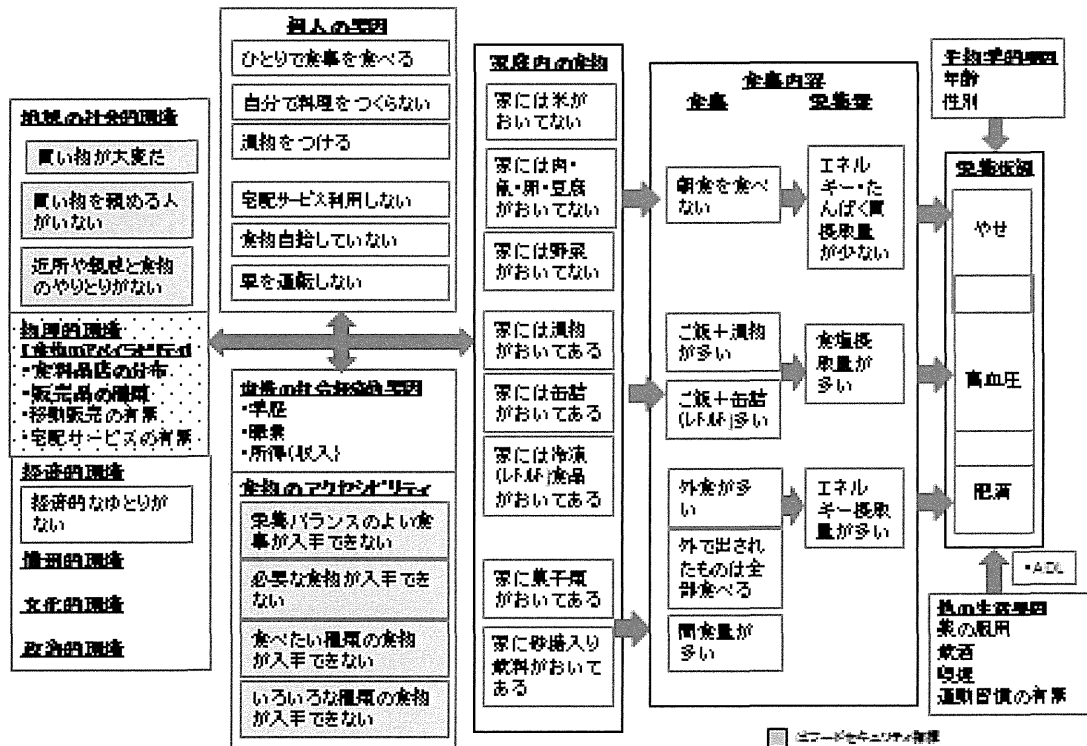 地域の社会的環境
買い物が大変だ
買い物を頼める人
がいない
近所や親戚と食物
のやりとりがない
物理的環境
・食料品店の分布
・販売品の種類
・移動販売の有無
・宅配サービスの有無
経済的環境
経済的なゆとりが
ない
情報的環境
文化的環境
政治的環境
個人の要因
ひとりで食事を食べる
自分で料理をつくらない
漬物をつける
宅配サービス利用しない
食物自給していない
車を運転しない
世帯の社会経済的要因
・学歴
・職業
・所得(収入)
食物のアクセシビリティ
栄養バランスのよい食
事が入手できない
必要な食物が入手でき
ない
食べたい種類の食物
が入手できない
いろいろな種類の食物
が入手できない
家庭内の食物
家には米が
おいてない
家には肉・
魚・卵・豆腐
がおいてない
家には野菜
がおいてない
家には漬物
がおいてある
家には缶詰
がおいてある
家には冷凍
(レトルト)食品
がおいてある
家に菓子類
がおいてある
家に砂糖入り
飲料がおいて
ある
食事内容
食事
栄養素
朝食を食べ
ない
エネル
ギー・た
んぱく質
摂取量
が少ない
ご飯+漬物
が多い
ご飯+缶詰
(レトルト)多い
食塩摂
取量が
多い
外食が多
い
外で出され
たものは全
部食べる
間食量が
多い
エネル
ギー摂取
量が多い
生物学的要因
年齢
性別
栄養状態
やせ
高血圧
肥満
・ADL
他の生活要因
薬の服用
飲酒
喫煙
運動習慣の有無
はフードセキュリティ指標